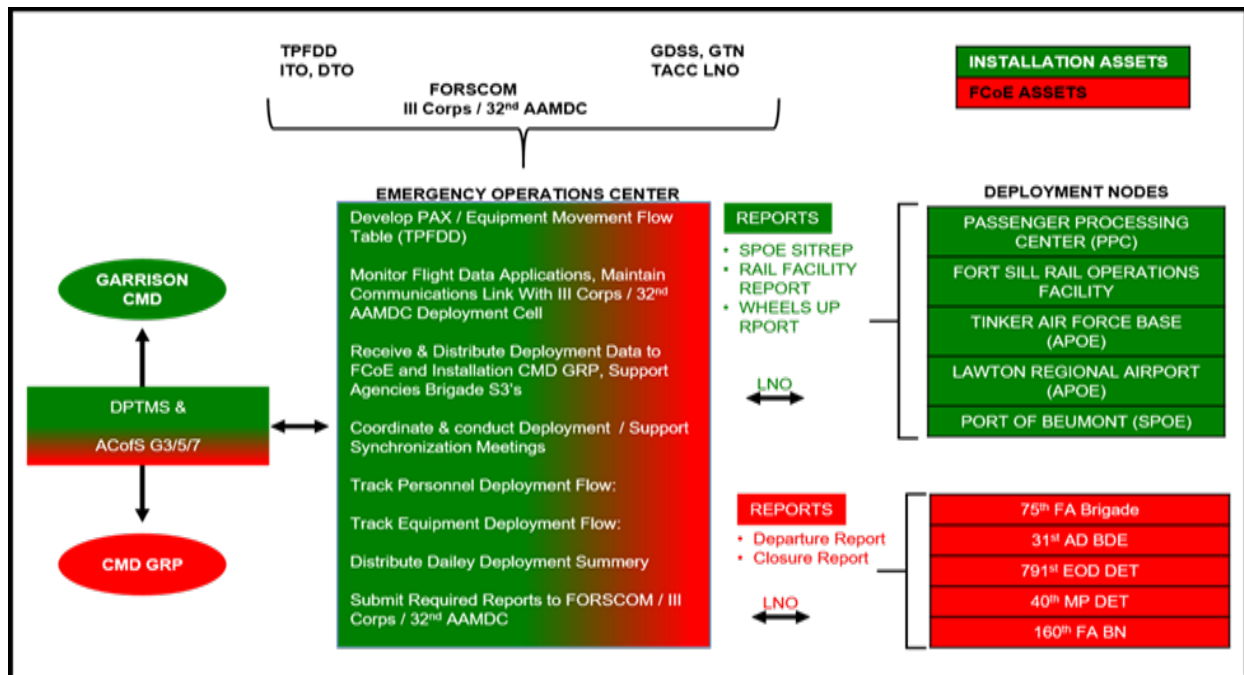 TPFDD
ITO, DTO
GDSS, GTN
TACC LNO
FORSCOM
III Corps / 32nd AAMDC
INSTALLATION ASSETS
FCoE ASSETS
EMERGENCY OPERATIONS CENTER
Develop PAX / Equipment Movement Flow
Table (TPFDD)
Monitor Flight Data Applications, Maintain
Communications Link With III Corps / 32nd
AAMDC Deployment Cell
Receive & Distribute Deployment Data to
FCoE and Installation CMD GRP, Support
Agencies Brigade S3's
Coordinate & conduct Deployment / Support
Synchronization Meetings
Track Personnel Deployment Flow:
Track Equipment Deployment Flow:
Distribute Dailey Deployment Summery
Submit Required Reports to FORSCOM / III
Corps / 32nd AAMDC
GARRISON
CMD
DPTMS &
ACofS G3/5/7
CMD GRP
REPORTS
• SPOE SITREP
• RAIL FACILITY
REPORT
• WHEELS UP
RPORT
LNO
REPORTS
• Departure Report
• Closure Report
LNO
DEPLOYMENT NODES
PASSENGER PROCESSING
CENTER (PPC)
FORT SILL RAIL OPERATIONS
FACILITY
TINKER AIR FORCE BASE
(APOE)
LAWTON REGIONAL AIRPORT
(APOE)
PORT OF BEUMONT (SPOE)
75th FA Brigade
31st AD BDE
791st EOD DET
40th MP DET
160th FA BN